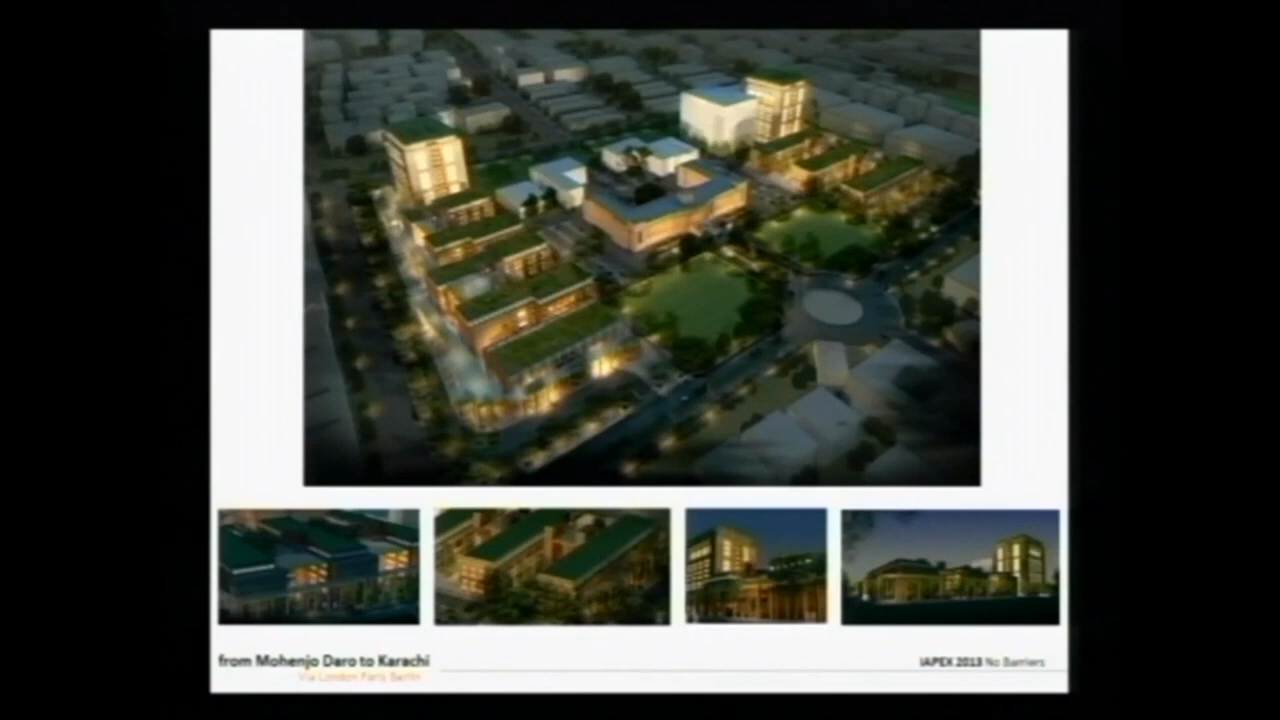 from Mohenjo Daro to Karachi
Via London Paris Berlin
IAPEX 2013 No Barriers